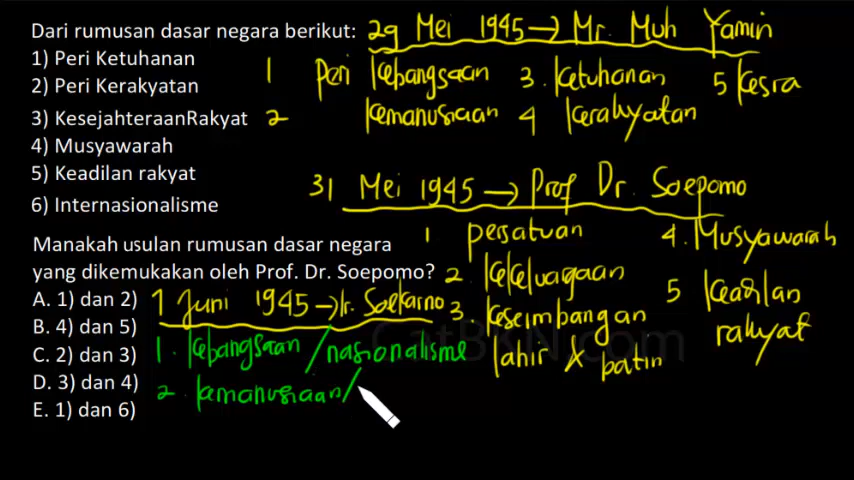 Dari rumusan dasar negara berikut:
1) Peri Ketuhanan
2) Peri Kerakyatan
3) KesejahteraanRakyat
4) Musyawarah
5) Keadilan rakyat
6) Internasionalisme
Manakah usulan rumusan dasar negara
yang dikemukakan oleh Prof. Dr. Soepomo?
A. 1) dan 2)
B. 4) dan 5)
C. 2) dan 3)
D. 3) dan 4)
E. 1) dan 6)
29 Mei 1945 → Mr. Muh Yamin
1 Peri Kebangsaan 3. Ketuhanan 5 Kesra
2 Kemanusiaan 4 Kerakyatan
31 Mei 1945 → Prof Dr. Soepomo
1. persatuan
2. Kekeluagaan
3. Keseimbangan
lahir & batin
4. Musyawarah
5 Keadilan
rakyat
1 Juni 1945 → Ir. Soekarno
1. Kebangsaan / nasionalisme
2. kemanusiaan/